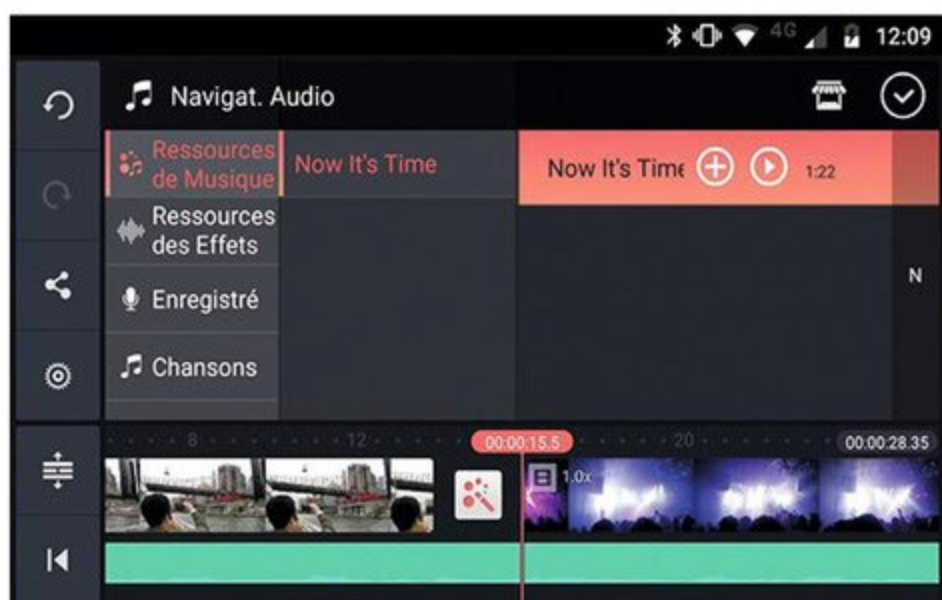 4G 12:09
Navigat. Audio
Ressources
de Musique
Now It's Time
Now It's Time
1:22
Ressources
des Effets
N
Enregistré
Chansons
8
12
00:00:15.5
20
00:00:28.35
1.0x